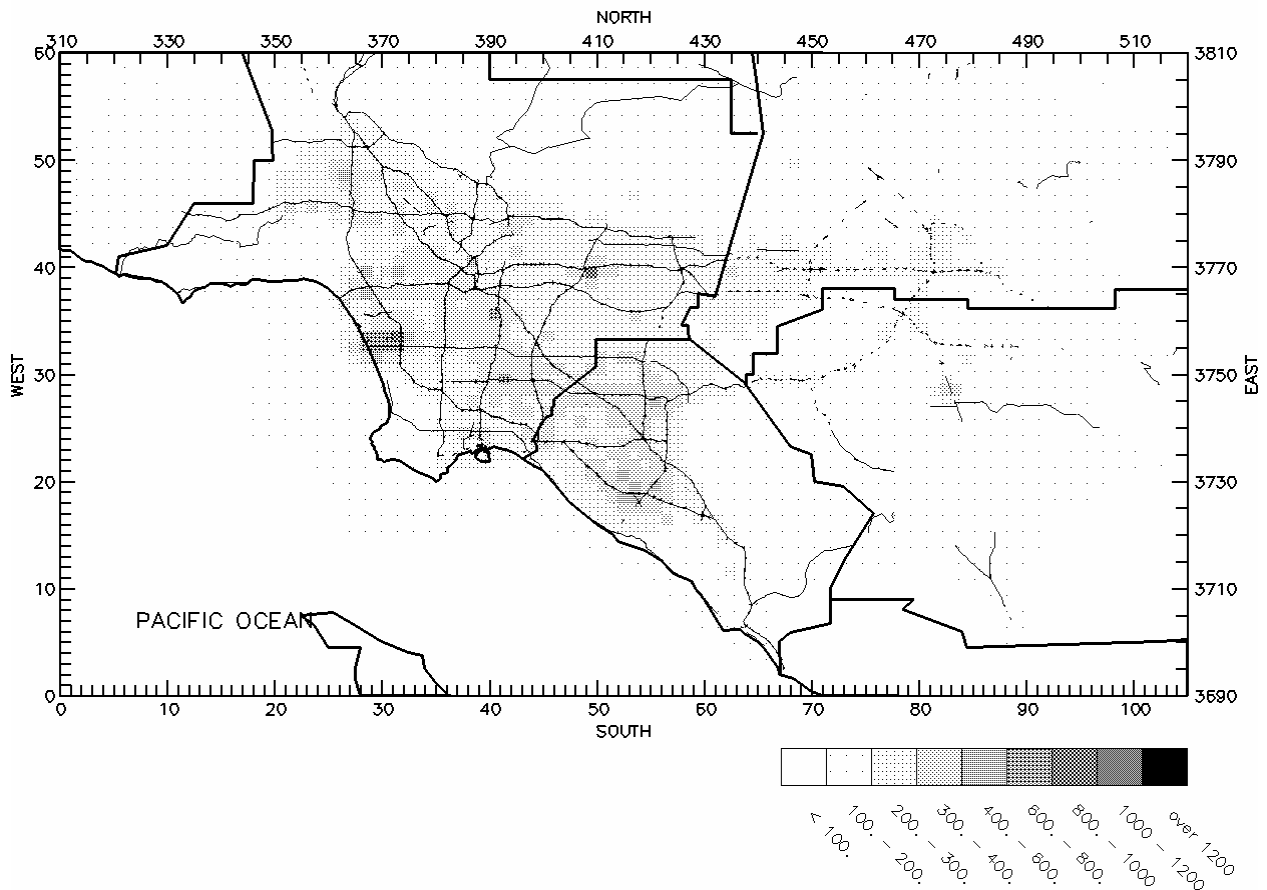 NORTH
310 330 350 370 390 410 430 450 470 490 510
60 3810
50 3790
40 3770
WEST
EAST
30 3750
20 3730
10 3710
PACIFIC OCEAN
0 3690
0 10 20 30 40 50 60 70 80 90 100
SOUTH
< 100.
100. - 200.
200. - 300.
300. - 400.
400. - 600.
600. - 800.
800. - 1000
1000 - 1200
over 1200